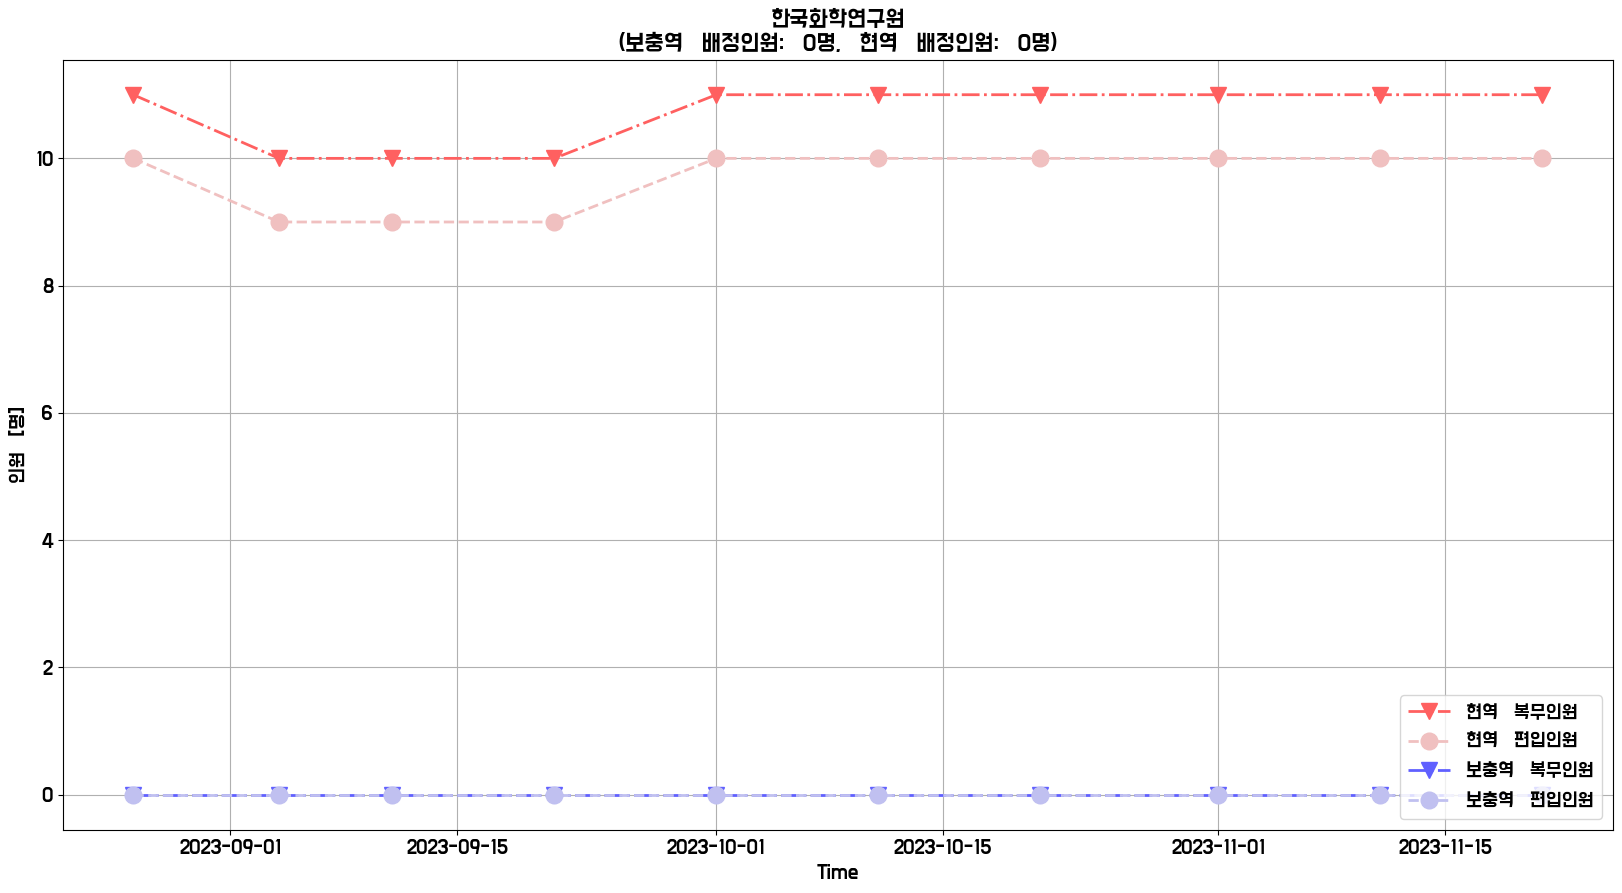 한국화학연구원
(보충역 배정인원: 0명, 현역 배정인원: 0명)
인원 [명]
10
8
6
4
2
0
현역 복무인원
현역 편입인원
보충역 복무인원
보충역 편입인원
2023-09-01 2023-09-15 2023-10-01 2023-10-15 2023-11-01 2023-11-15
Time